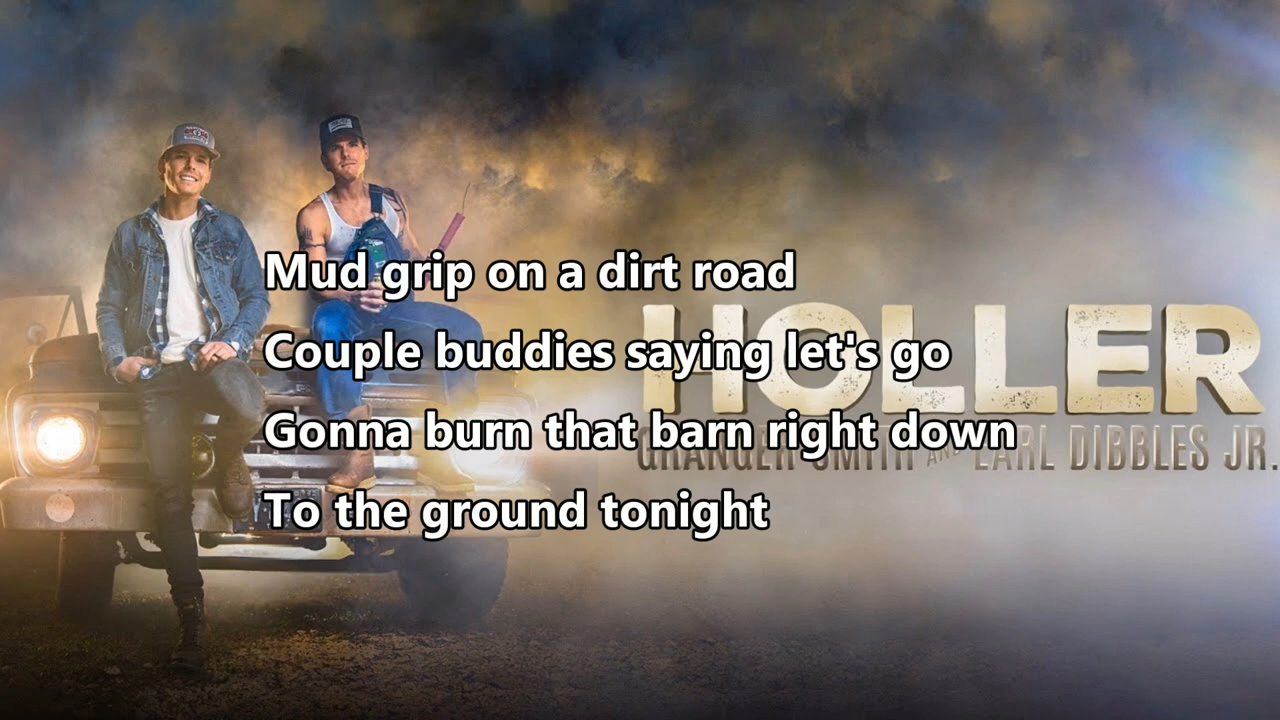 Mud grip on a dirt road
Couple buddies saying let's go
Gonna burn that barn right down
To the ground tonight
HOLLER
GRANGER SMITH AND EARL DIBBLES JR.